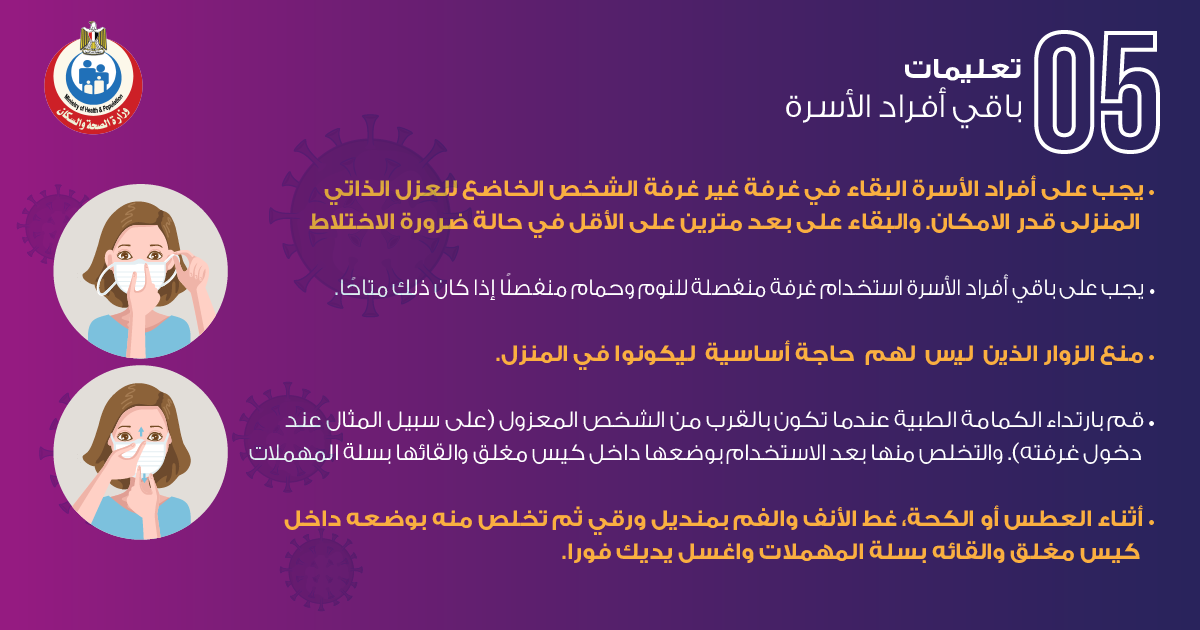 05
تعليمات
باقي أفراد الأسرة
Ministry of Health & Population
وزارة الصحة والسكان
• يجب على أفراد الأسرة البقاء في غرفة غير غرفة الشخص الخاضع للعزل الذاتي
المنزلى قدر الامكان. والبقاء على بعد مترين على الأقل في حالة ضرورة الاختلاط
• يجب على باقي أفراد الأسرة استخدام غرفة منفصلة للنوم وحمام منفصلًا إذا كان ذلك متاحًا.
• منع الزوار الذين ليس لهم حاجة أساسية ليكونوا في المنزل.
• قم بارتداء الكمامة الطبية عندما تكون بالقرب من الشخص المعزول (على سبيل المثال عند
دخول غرفته). والتخلص منها بعد الاستخدام بوضعها داخل كيس مغلق والقائها بسلة المهملات
• أثناء العطس أو الكحة، غط الأنف والفم بمنديل ورقي ثم تخلص منه بوضعه داخل
كيس مغلق والقائه بسلة المهملات واغسل يديك فورا.